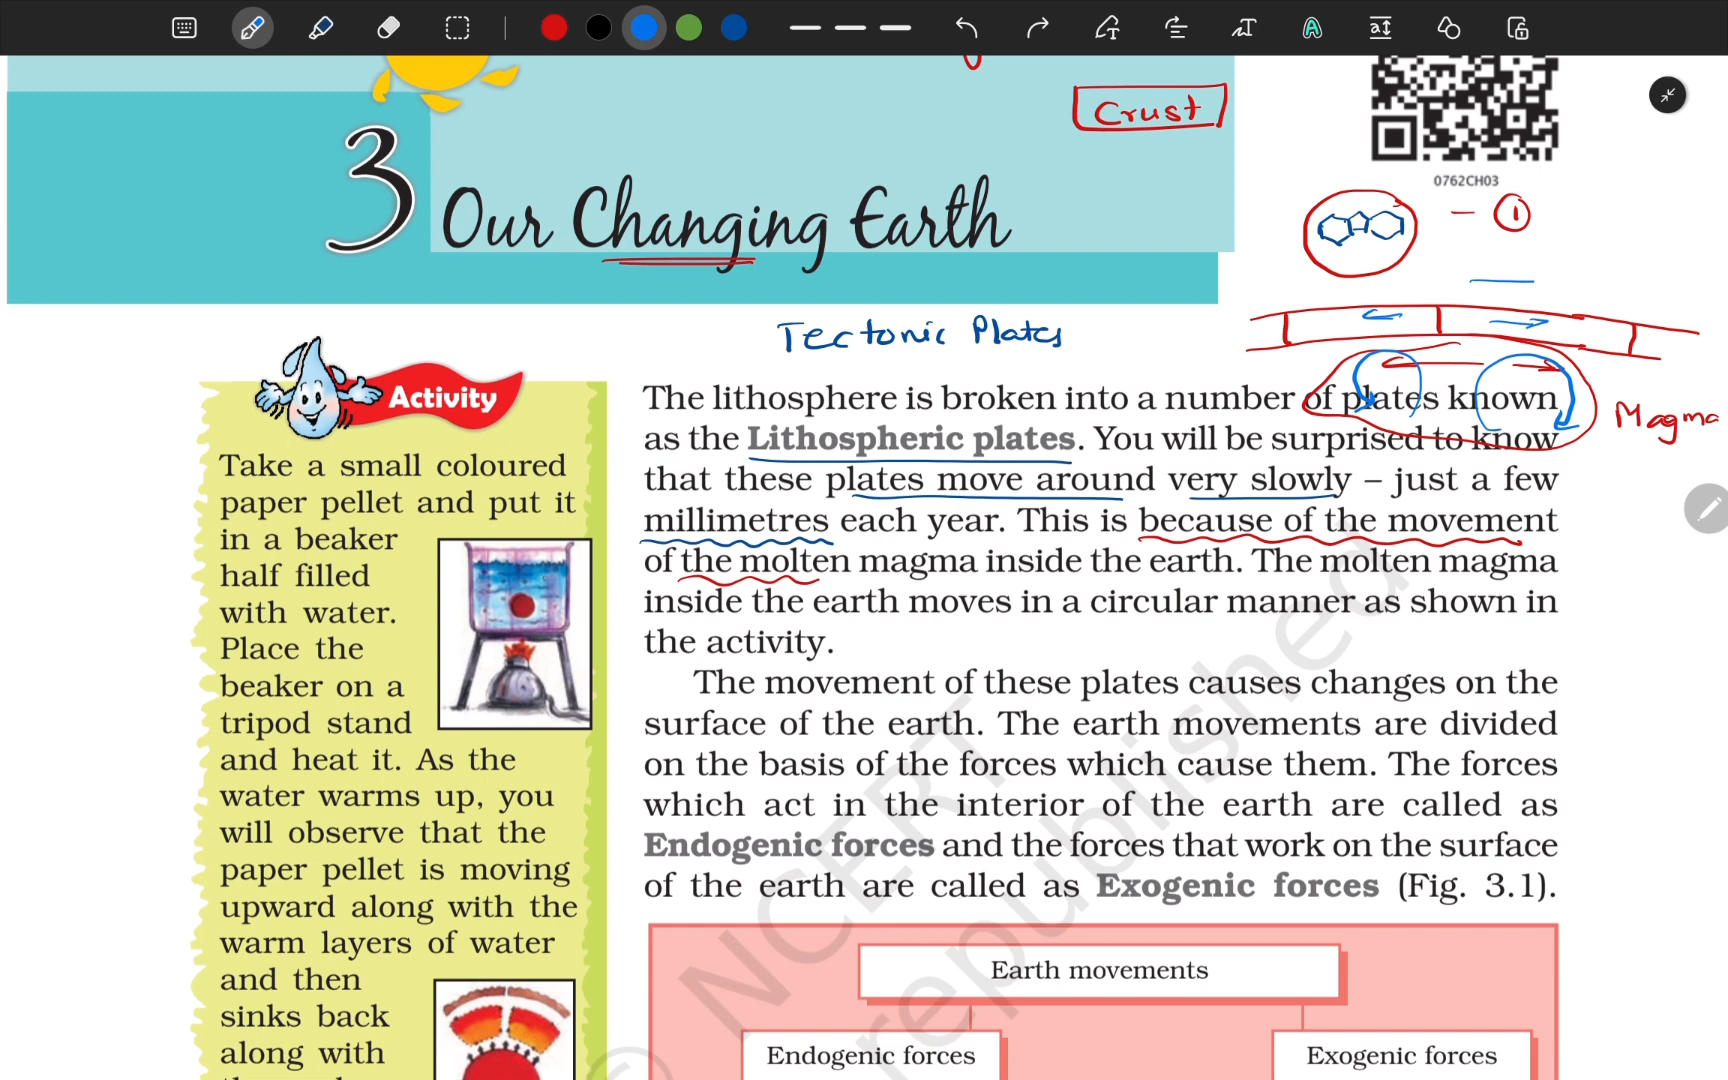 Crust
0762CH03
3
Our Changing Earth
1
Tectonic Plates
Magma
Activity
Take a small coloured
paper pellet and put it
in a beaker
half filled
with water.
Place the
beaker on a
tripod stand
and heat it. As the
water warms up, you
will observe that the
paper pellet is moving
upward along with the
warm layers of water
and then
sinks back
along with
The lithosphere is broken into a number of plates known
as the Lithospheric plates. You will be surprised to know
that these plates move around very slowly – just a few
millimetres each year. This is because of the movement
of the molten magma inside the earth. The molten magma
inside the earth moves in a circular manner as shown in
the activity.
The movement of these plates causes changes on the
surface of the earth. The earth movements are divided
on the basis of the forces which cause them. The forces
which act in the interior of the earth are called as
Endogenic forces and the forces that work on the surface
of the earth are called as Exogenic forces (Fig. 3.1).
Earth movements
Endogenic forces
Exogenic forces
© NCERT
republished